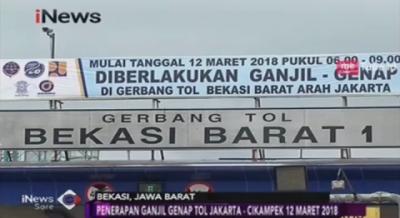 iNews
MULAI TANGGAL 12 MARET 2018 PUKUL 06.00 -09.00
DIBERLAKUKAN GANJIL - GENAP
DI GERBANG TOL BEKASI BARAT ARAH JAKARTA
GERBANG TOL
BEKASI BARAT 1
iNews
Sore
BEKASI, JAWA BARAT
PENERAPAN GANJIL GENAP TOL JAKARTA - CIKAMPEK 12 MARET 2018